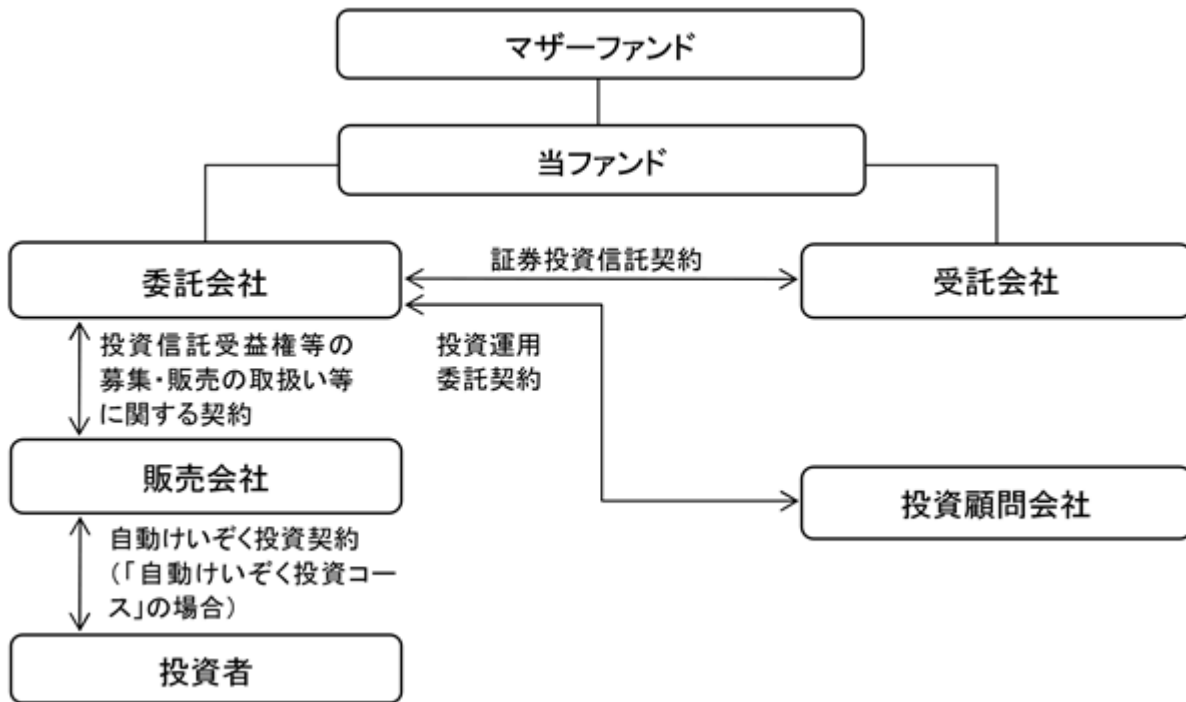 マザーファンド
当ファンド
委託会社
証券投資信託契約
受託会社
投資信託受益権等の
募集・販売の取扱い等
に関する契約
投資運用
委託契約
販売会社
投資顧問会社
自動けいぞく投資契約
(「自動けいぞく投資コー
ス」の場合)
投資者